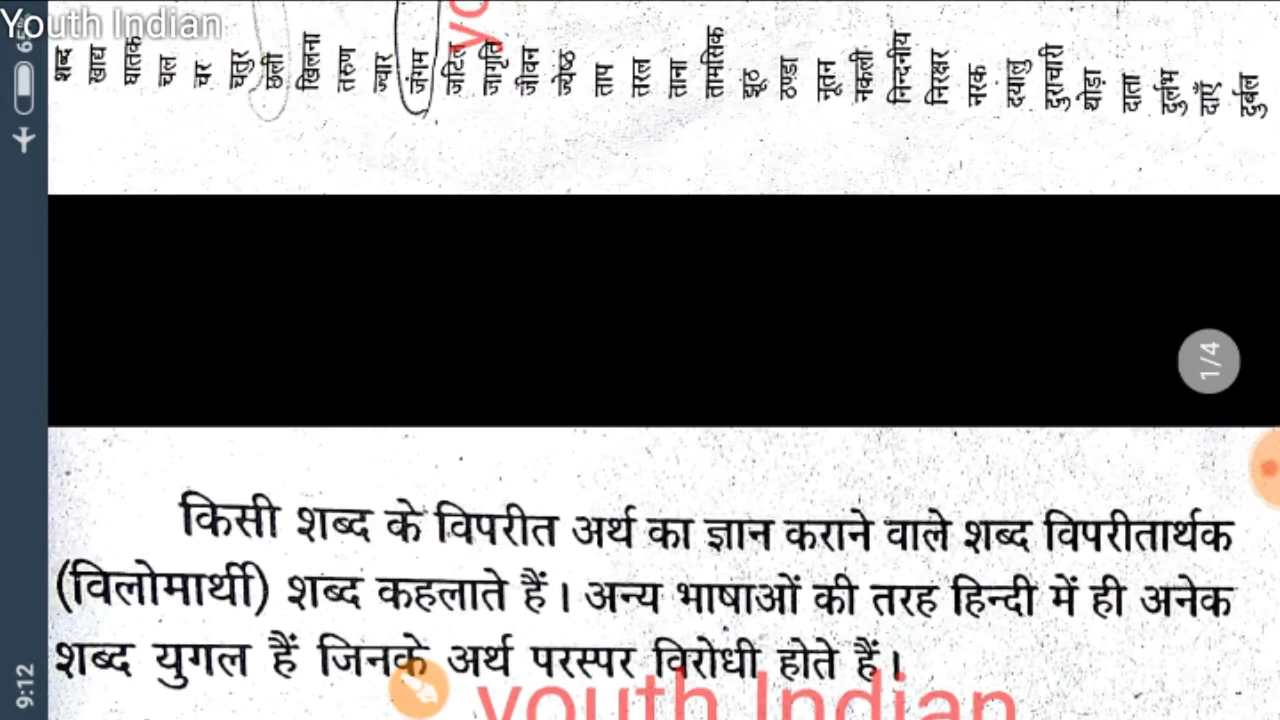 Youth Indian
65%
9:12
शब्द
खाद्य
घातक
चल
चर
चतुर
छली
खिलना
तरुण
ज्वार
जंगम
जटिल
जागृति
जीवन
ज्येष्ठ
ताप
तरल
ताना
तामसिक
झूठ
ठण्डा
नूतन
नकली
निन्दनीय
निरक्षर
नरक
दयालु
दुराचारी
थोड़ा
दाता
दुर्लभ
दाएँ
दुर्बल
1/4
किसी शब्द के विपरीत अर्थ का ज्ञान कराने वाले शब्द विपरीतार्थक
(विलोमार्थी) शब्द कहलाते हैं। अन्य भाषाओं की तरह हिन्दी में ही अनेक
शब्द युगल हैं जिनके अर्थ परस्पर विरोधी होते हैं।
youth Indian